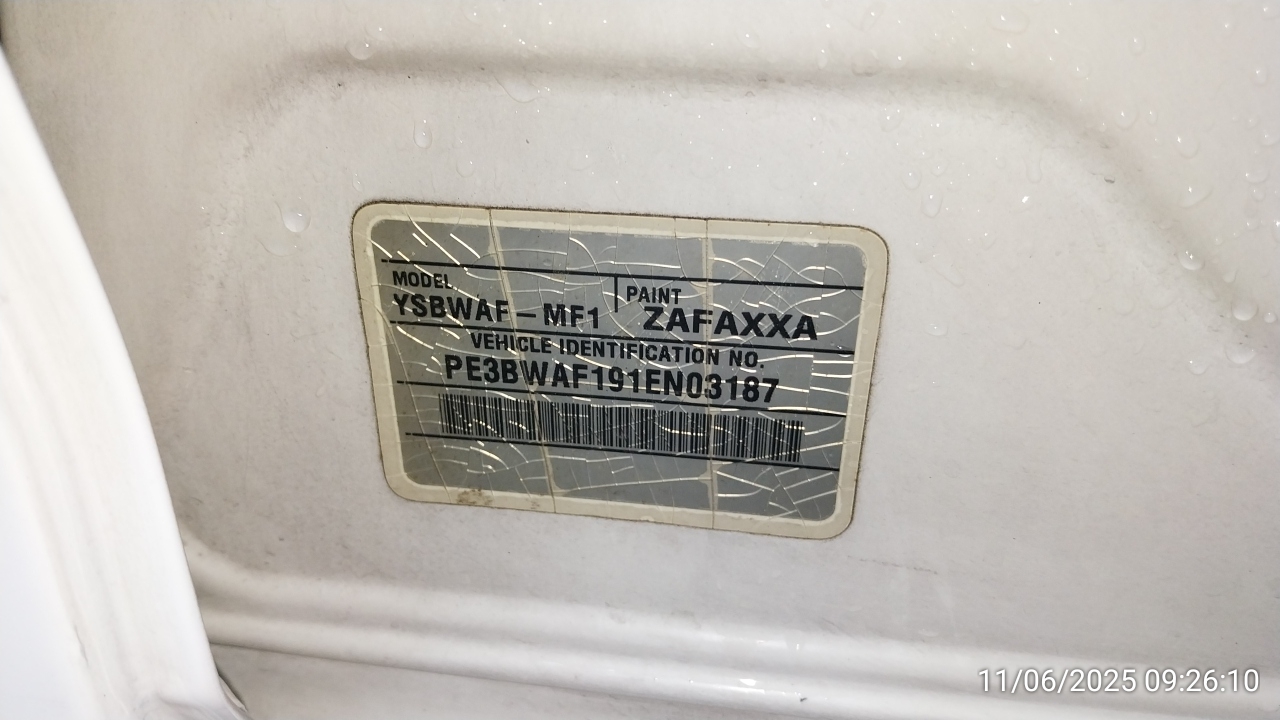 MODEL
YSBWAF-MF1
PAINT
ZAFAXXA
VEHICLE IDENTIFICATION NO.
PE3BWAF191EN03187
11/06/2025 09:26:10